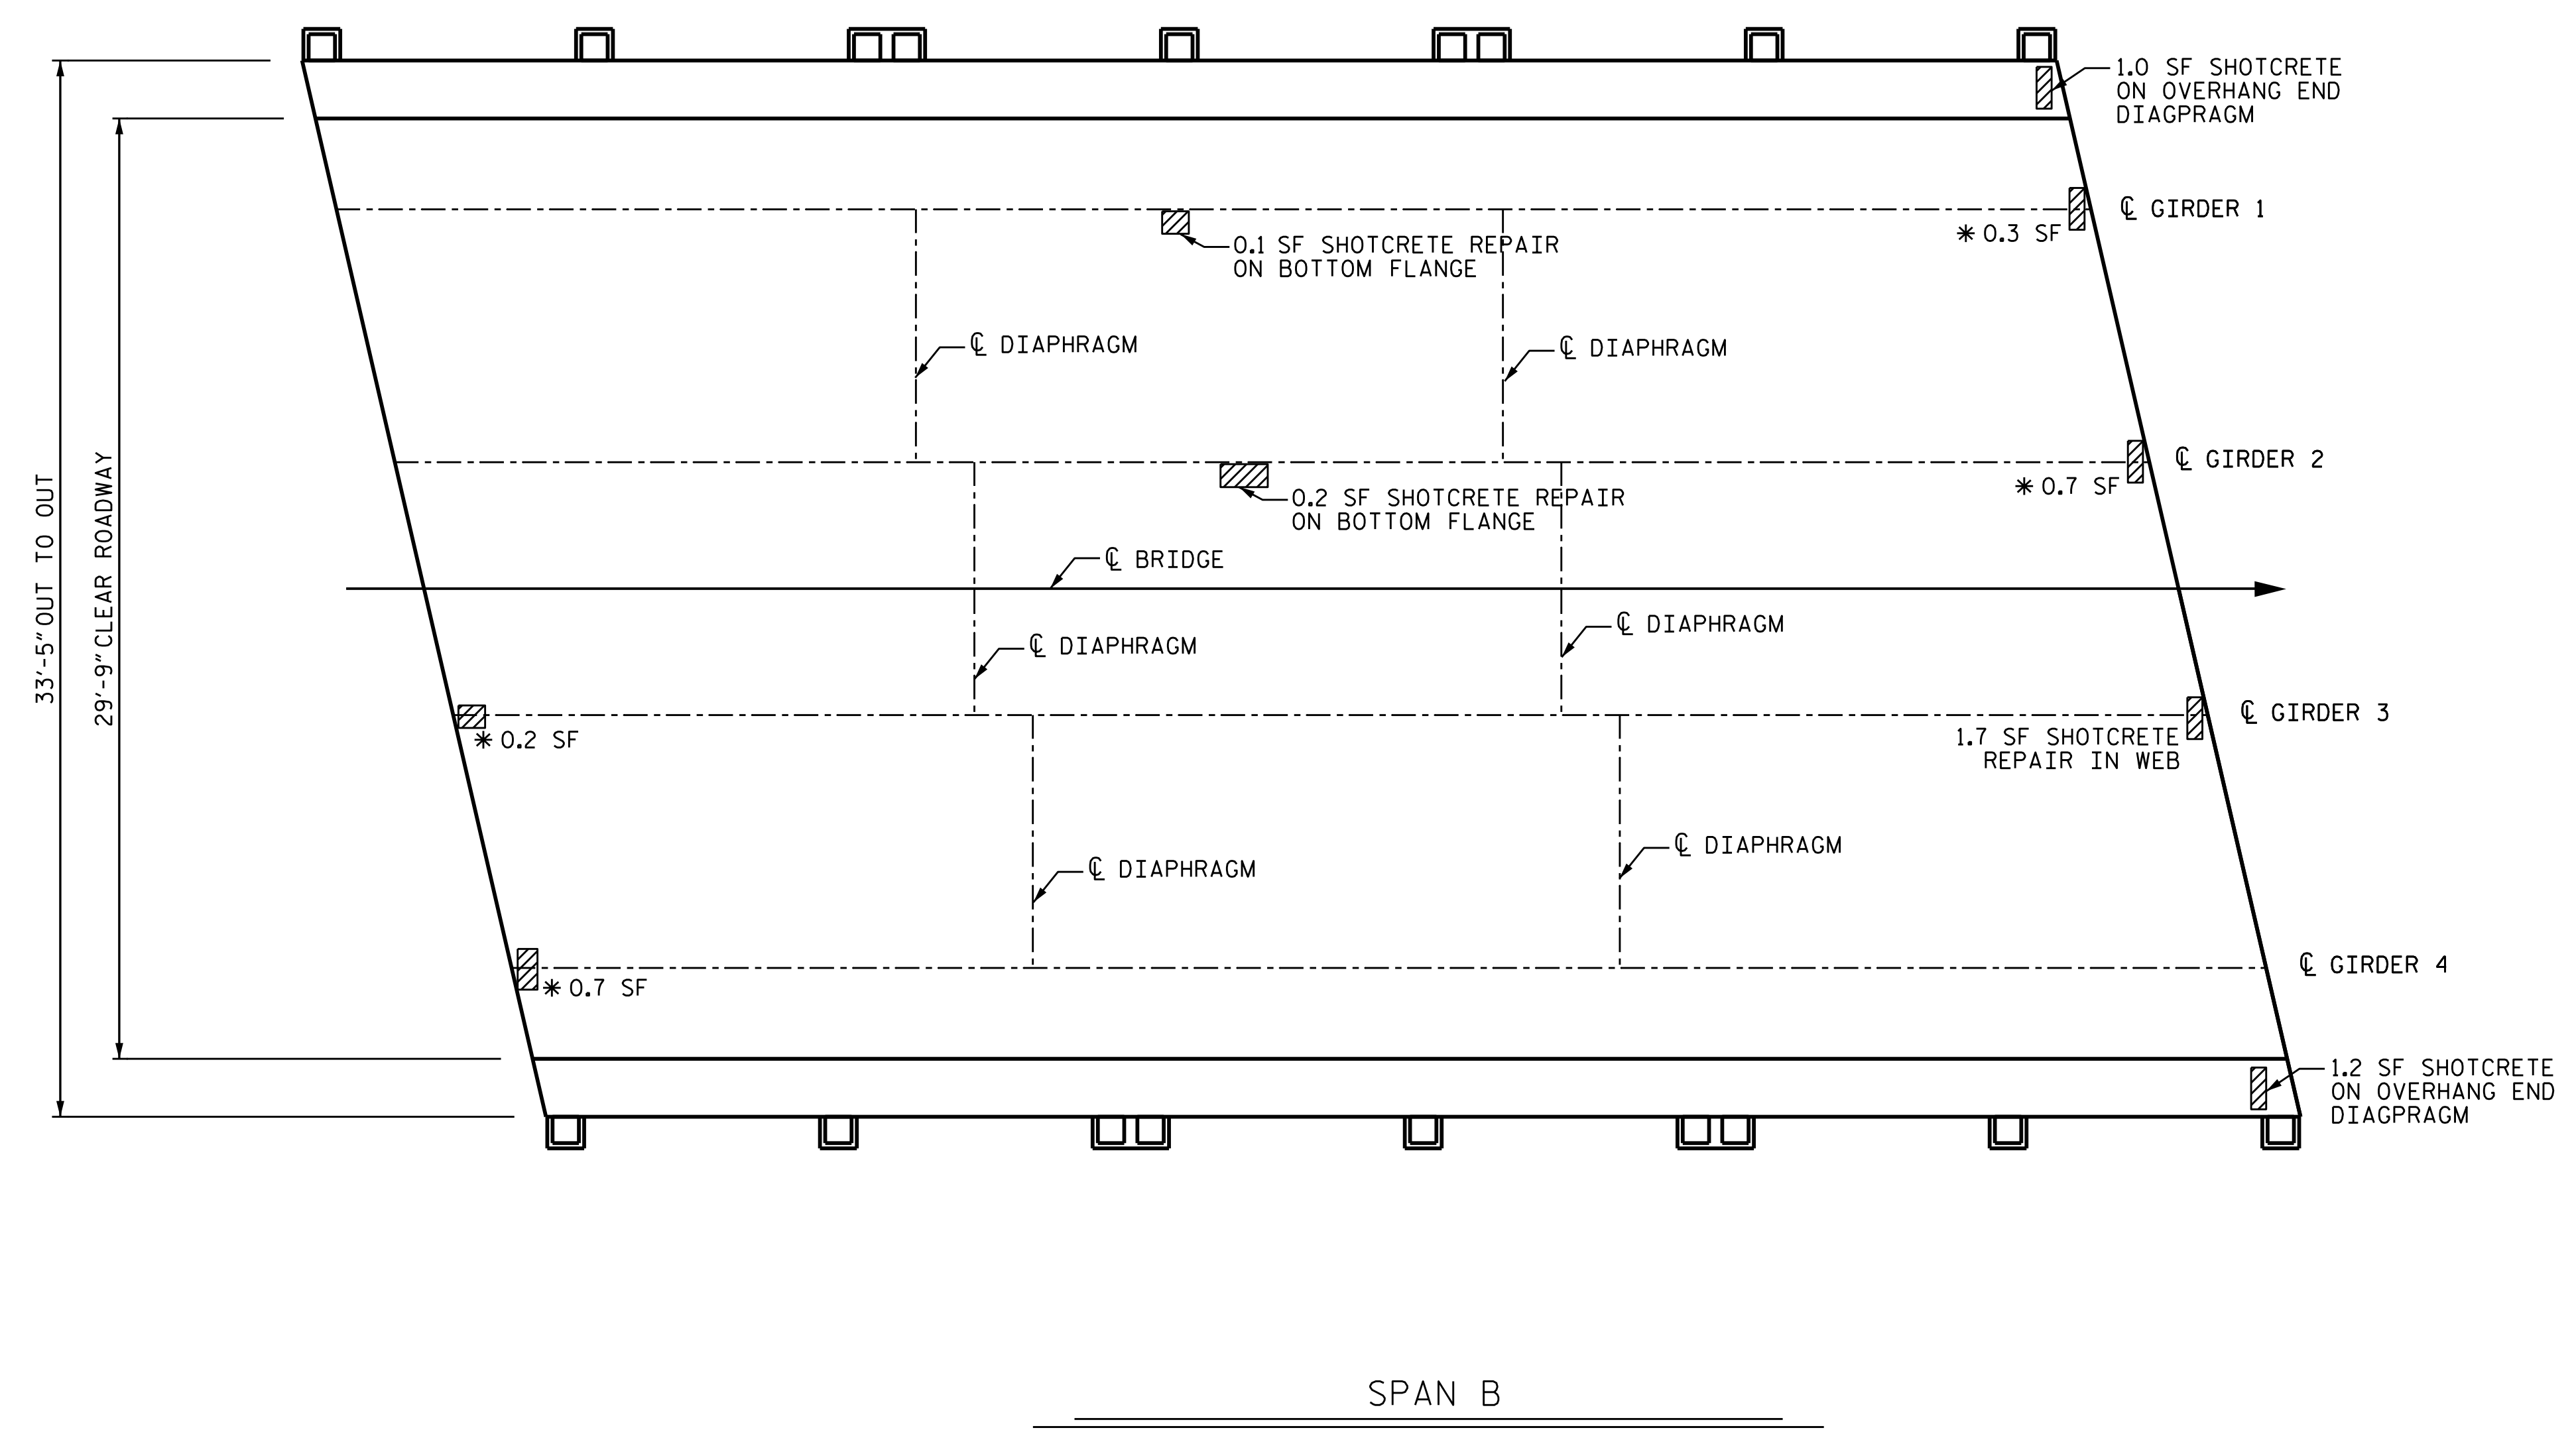 1.0 SF SHOTCRETE
ON OVERHANG END
DIAGPRAGM
℄ GIRDER 1
* 0.3 SF
0.1 SF SHOTCRETE REPAIR
ON BOTTOM FLANGE
℄ DIAPHRAGM
℄ DIAPHRAGM
℄ GIRDER 2
* 0.7 SF
0.2 SF SHOTCRETE REPAIR
ON BOTTOM FLANGE
33'-5" OUT TO OUT
29'-9" CLEAR ROADWAY
℄ BRIDGE
℄ DIAPHRAGM
℄ DIAPHRAGM
* 0.2 SF
℄ GIRDER 3
1.7 SF SHOTCRETE
REPAIR IN WEB
℄ DIAPHRAGM
℄ DIAPHRAGM
℄ GIRDER 4
* 0.7 SF
1.2 SF SHOTCRETE
ON OVERHANG END
DIAGPRAGM
SPAN B